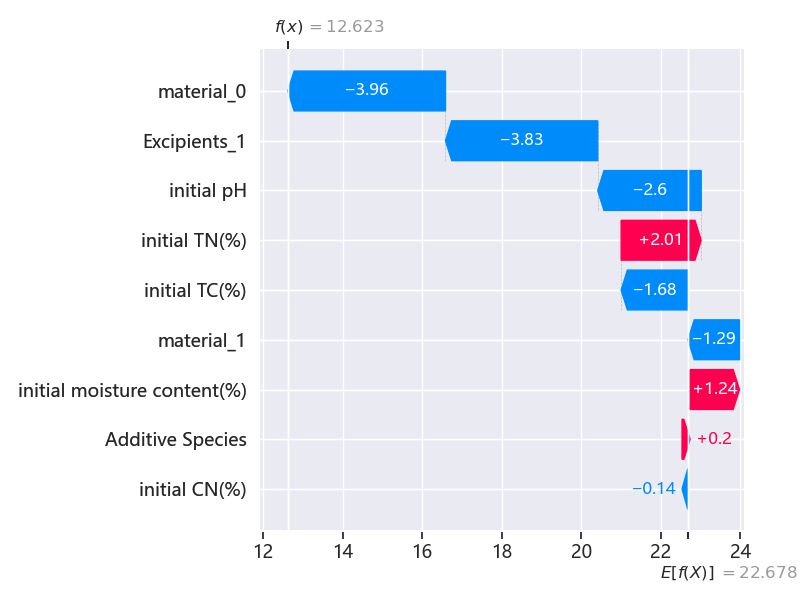 f(x) = 12.623
material_0
−3.96
Excipients_1
−3.83
initial pH
−2.6
initial TN(%)
+2.01
initial TC(%)
−1.68
material_1
−1.29
initial moisture content(%)
+1.24
Additive Species
+0.2
initial CN(%)
−0.14
12 14 16 18 20 22 24
E[f(X)] = 22.678